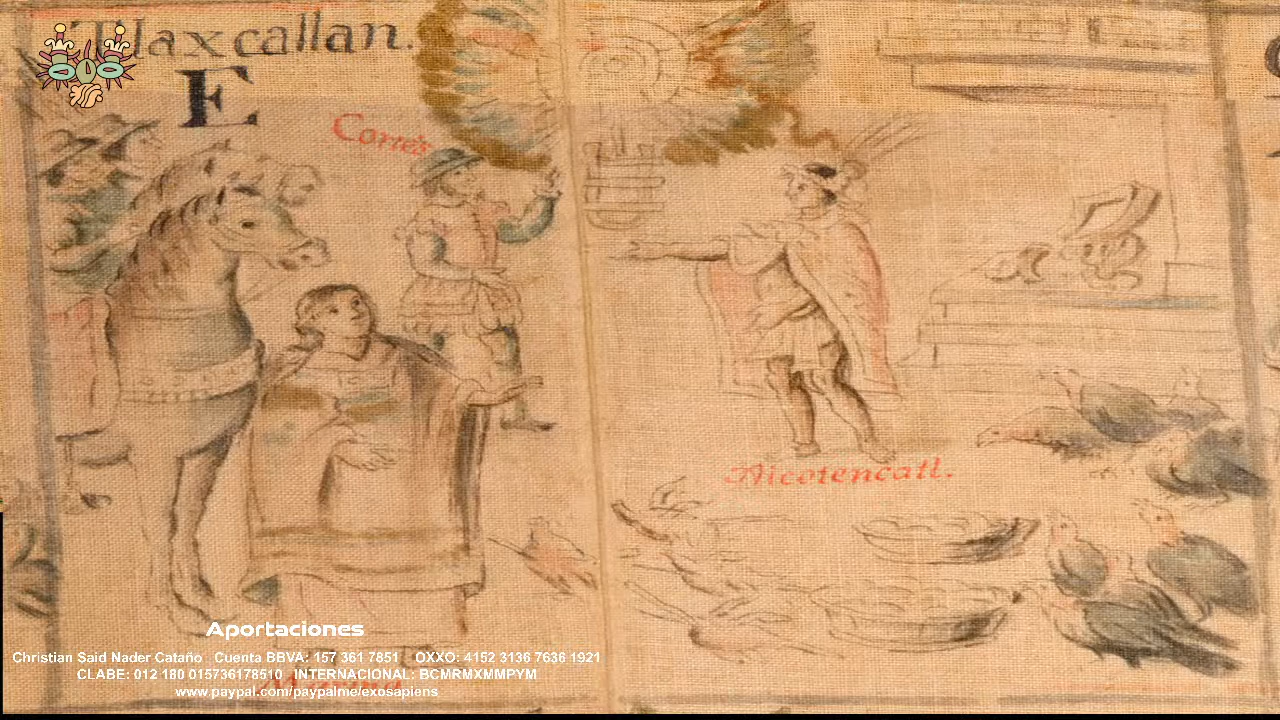 Tlaxcallan.
E
Cortés
Xicotencatl.
Aportaciones
Christian Said Nader Cataño Cuenta BBVA: 157 361 7851 OXXO: 4152 3136 7636 1921
CLABE: 012 180 015736178510 INTERNACIONAL: BCMRMXMMPYM
www.paypal.com/paypalme/exosapiens